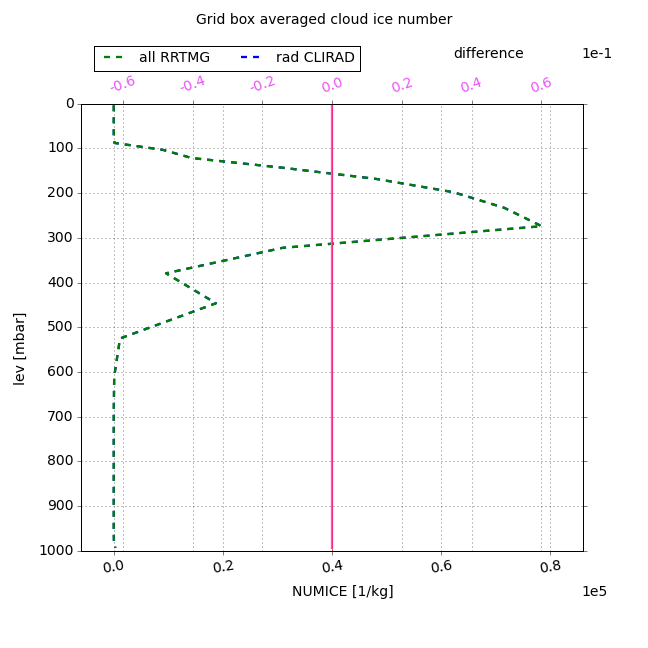 Grid box averaged cloud ice number
all RRTMG rad CLIRAD difference 1e-1
-0.6 -0.4 -0.2 0.0 0.2 0.4 0.6
0
100
200
300
400
500
600
700
800
900
1000
lev [mbar]
0.0 0.2 0.4 0.6 0.8
NUMICE [1/kg] 1e5